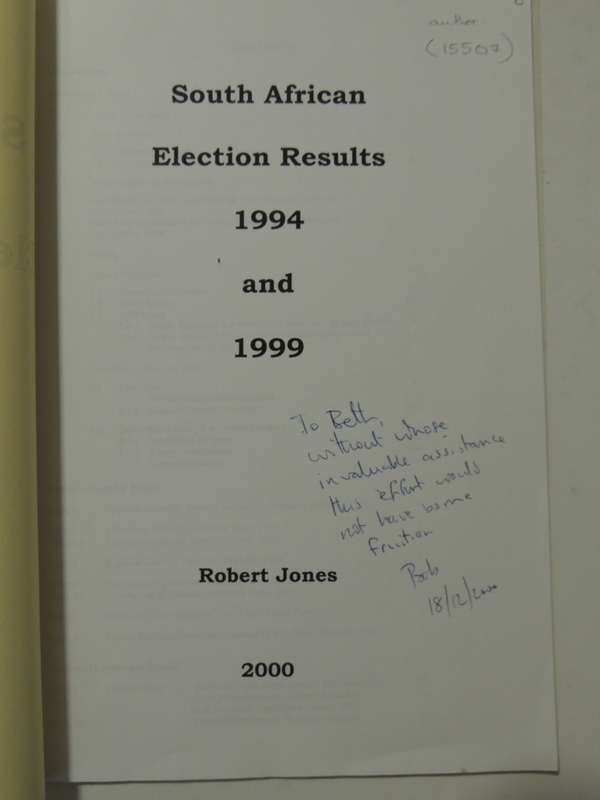 author
(15507)
South African
Election Results
1994
and
1999
To Beth,
without whose
invaluable assistance
this effort would
not have borne
fruition
Bob
18/12/2000
Robert Jones
2000